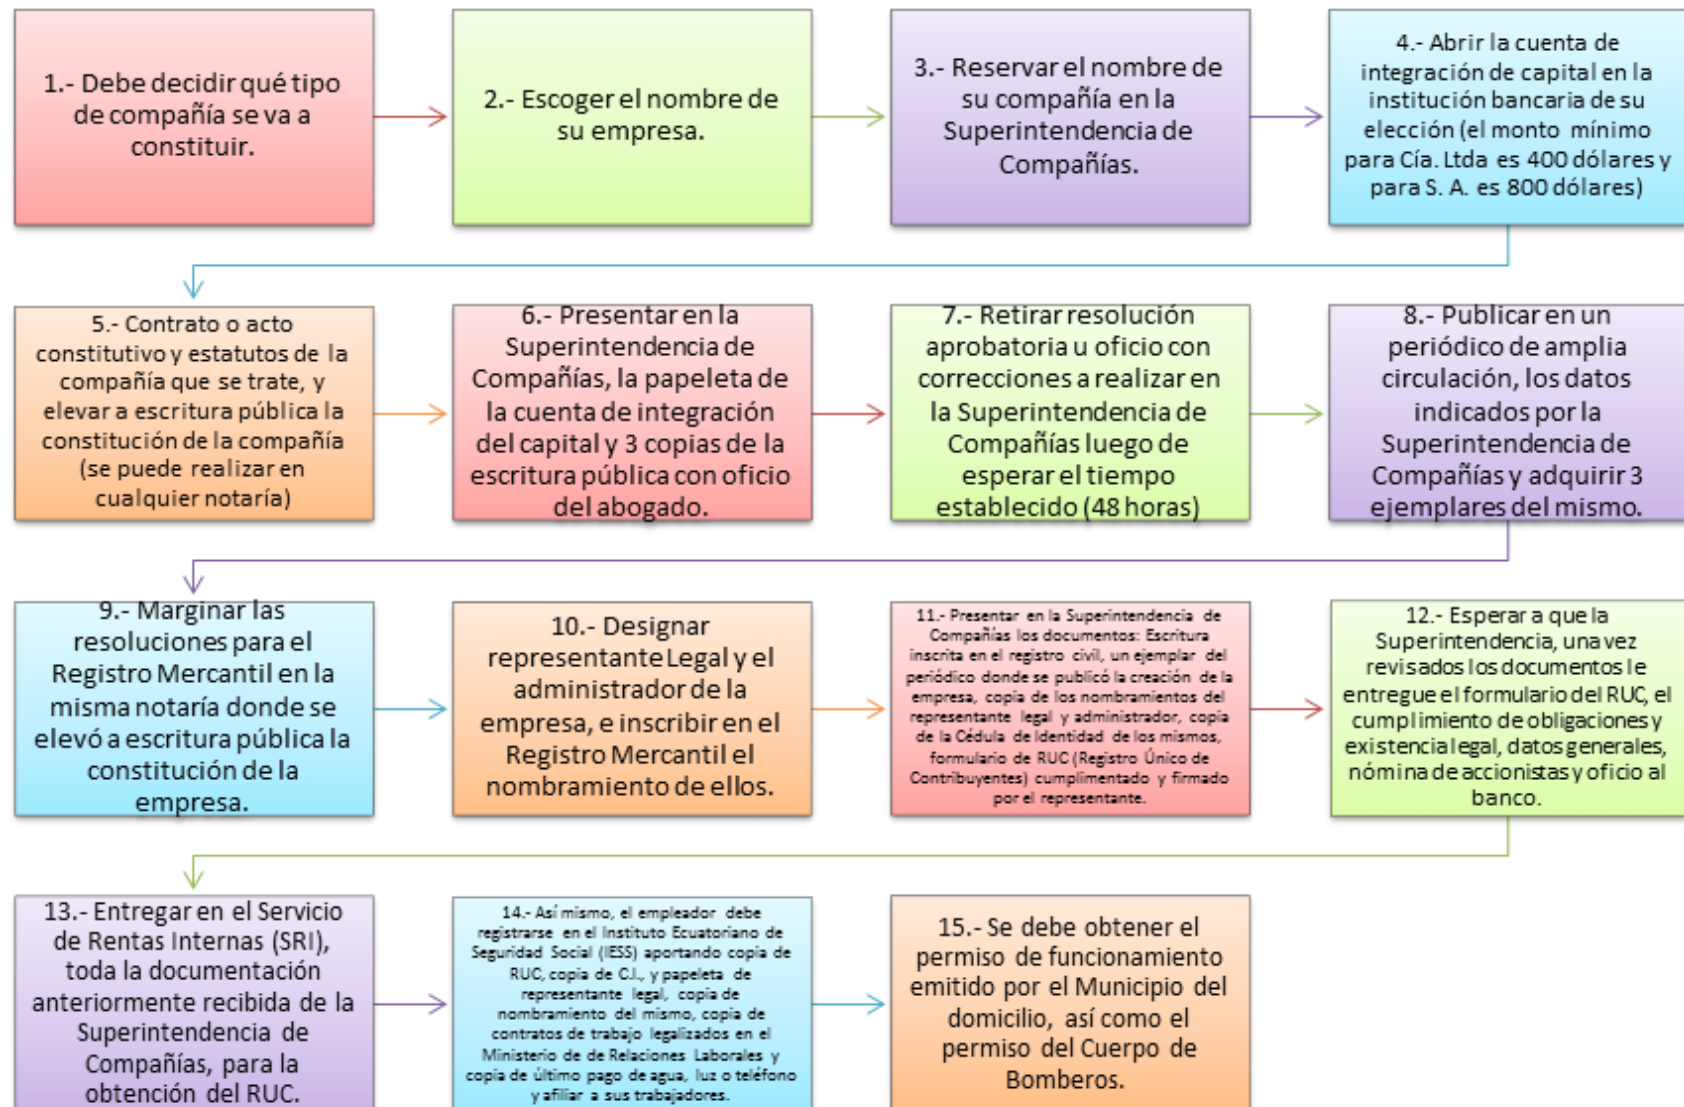 1.- Debe decidir qué tipo
de compañía se va a
constituir.
2.- Escoger el nombre de
su empresa.
3.- Reservar el nombre de
su compañía en la
Superintendencia de
Compañías.
4.- Abrir la cuenta de
integración de capital en la
institución bancaria de su
elección (el monto mínimo
para Cía. Ltda es 400 dólares y
para S. A. es 800 dólares)
5.- Contrato o acto
constitutivo y estatutos de la
compañía que se trate, y
elevar a escritura pública la
constitución de la compañía
(se puede realizar en
cualquier notaría)
6.- Presentar en la
Superintendencia de
Compañías, la papeleta de
la cuenta de integración
del capital y 3 copias de la
escritura pública con oficio
del abogado.
7.- Retirar resolución
aprobatoria u oficio con
correcciones a realizar en
la Superintendencia de
Compañías luego de
esperar el tiempo
establecido (48 horas)
8.- Publicar en un
periódico de amplia
circulación, los datos
indicados por la
Superintendencia de
Compañías y adquirir 3
ejemplares del mismo.
9.- Marginar las
resoluciones para el
Registro Mercantil en la
misma notaría donde se
elevó a escritura pública la
constitución de la
empresa.
10.- Designar
representante Legal y el
administrador de la
empresa, e inscribir en el
Registro Mercantil el
nombramiento de ellos.
11.- Presentar en la Superintendencia de
Compañías los documentos: Escritura
inscrita en el registro civil, un ejemplar del
periódico donde se publicó la creación de la
empresa, copia de los nombramientos del
representante legal y administrador, copia
de la Cédula de Identidad de los mismos,
formulario de RUC (Registro Único de
Contribuyentes) cumplimentado y firmado
por el representante.
12.- Esperar a que la
Superintendencia, una vez
revisados los documentos le
entregue el formulario del RUC, el
cumplimiento de obligaciones y
existencia legal, datos generales,
nómina de accionistas y oficio al
banco.
13.- Entregar en el Servicio
de Rentas Internas (SRI),
toda la documentación
anteriormente recibida de la
Superintendencia de
Compañías, para la
obtención del RUC.
14.- Así mismo, el empleador debe
registrarse en el Instituto Ecuatoriano de
Seguridad Social (IESS) aportando copia de
RUC, copia de C.I., y papeleta de
representante legal, copia de
nombramiento del mismo, copia de
contratos de trabajo legalizados en el
Ministerio de de Relaciones Laborales y
copia de último pago de agua, luz o teléfono
y afiliar a sus trabajadores.
15.- Se debe obtener el
permiso de funcionamiento
emitido por el Municipio del
domicilio, así como el
permiso del Cuerpo de
Bomberos.